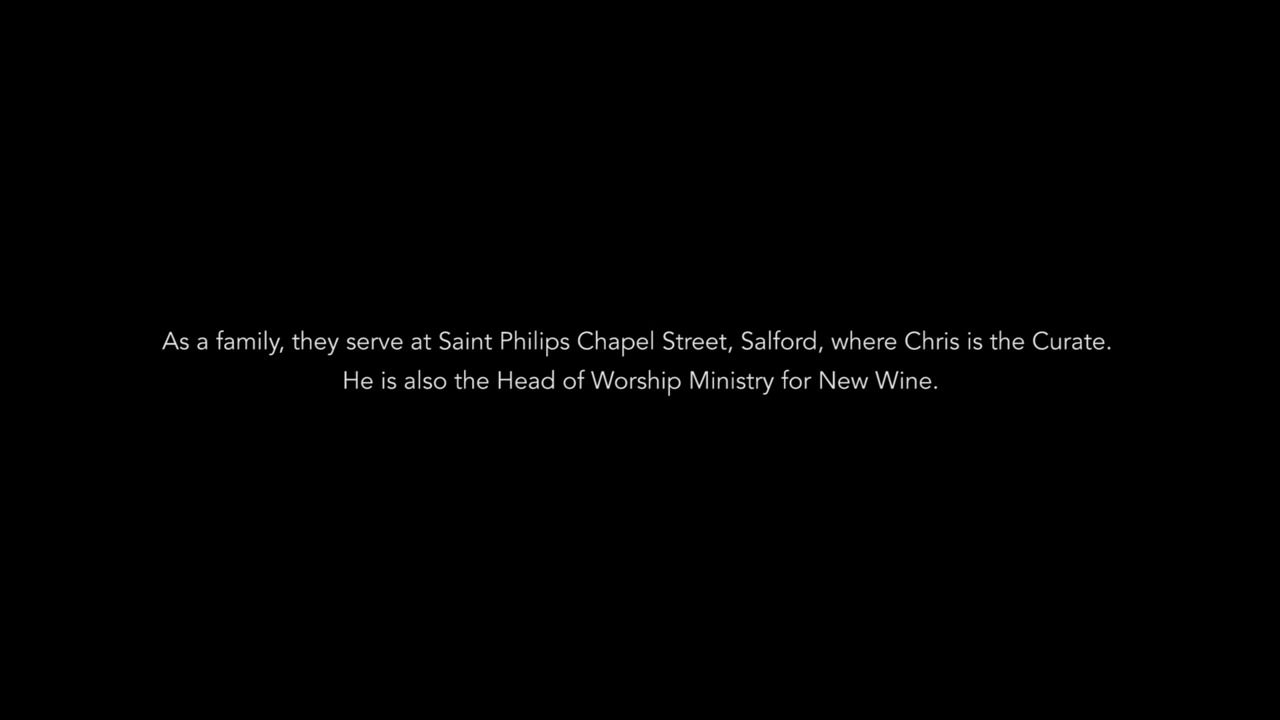 As a family, they serve at Saint Philips Chapel Street, Salford, where Chris is the Curate.
He is also the Head of Worship Ministry for New Wine.